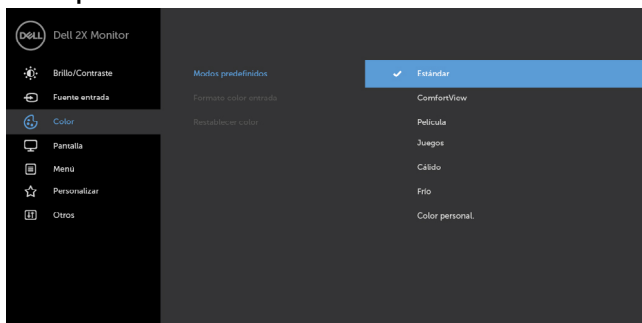 DELL Dell 2X Monitor
Brillo/Contraste Modos predefinidos Estándar
Fuente entrada Formato color entrada ComfortView
Color Restablecer color Película
Pantalla Juegos
Menú Cálido
Personalizar Frío
Otros Color personal.